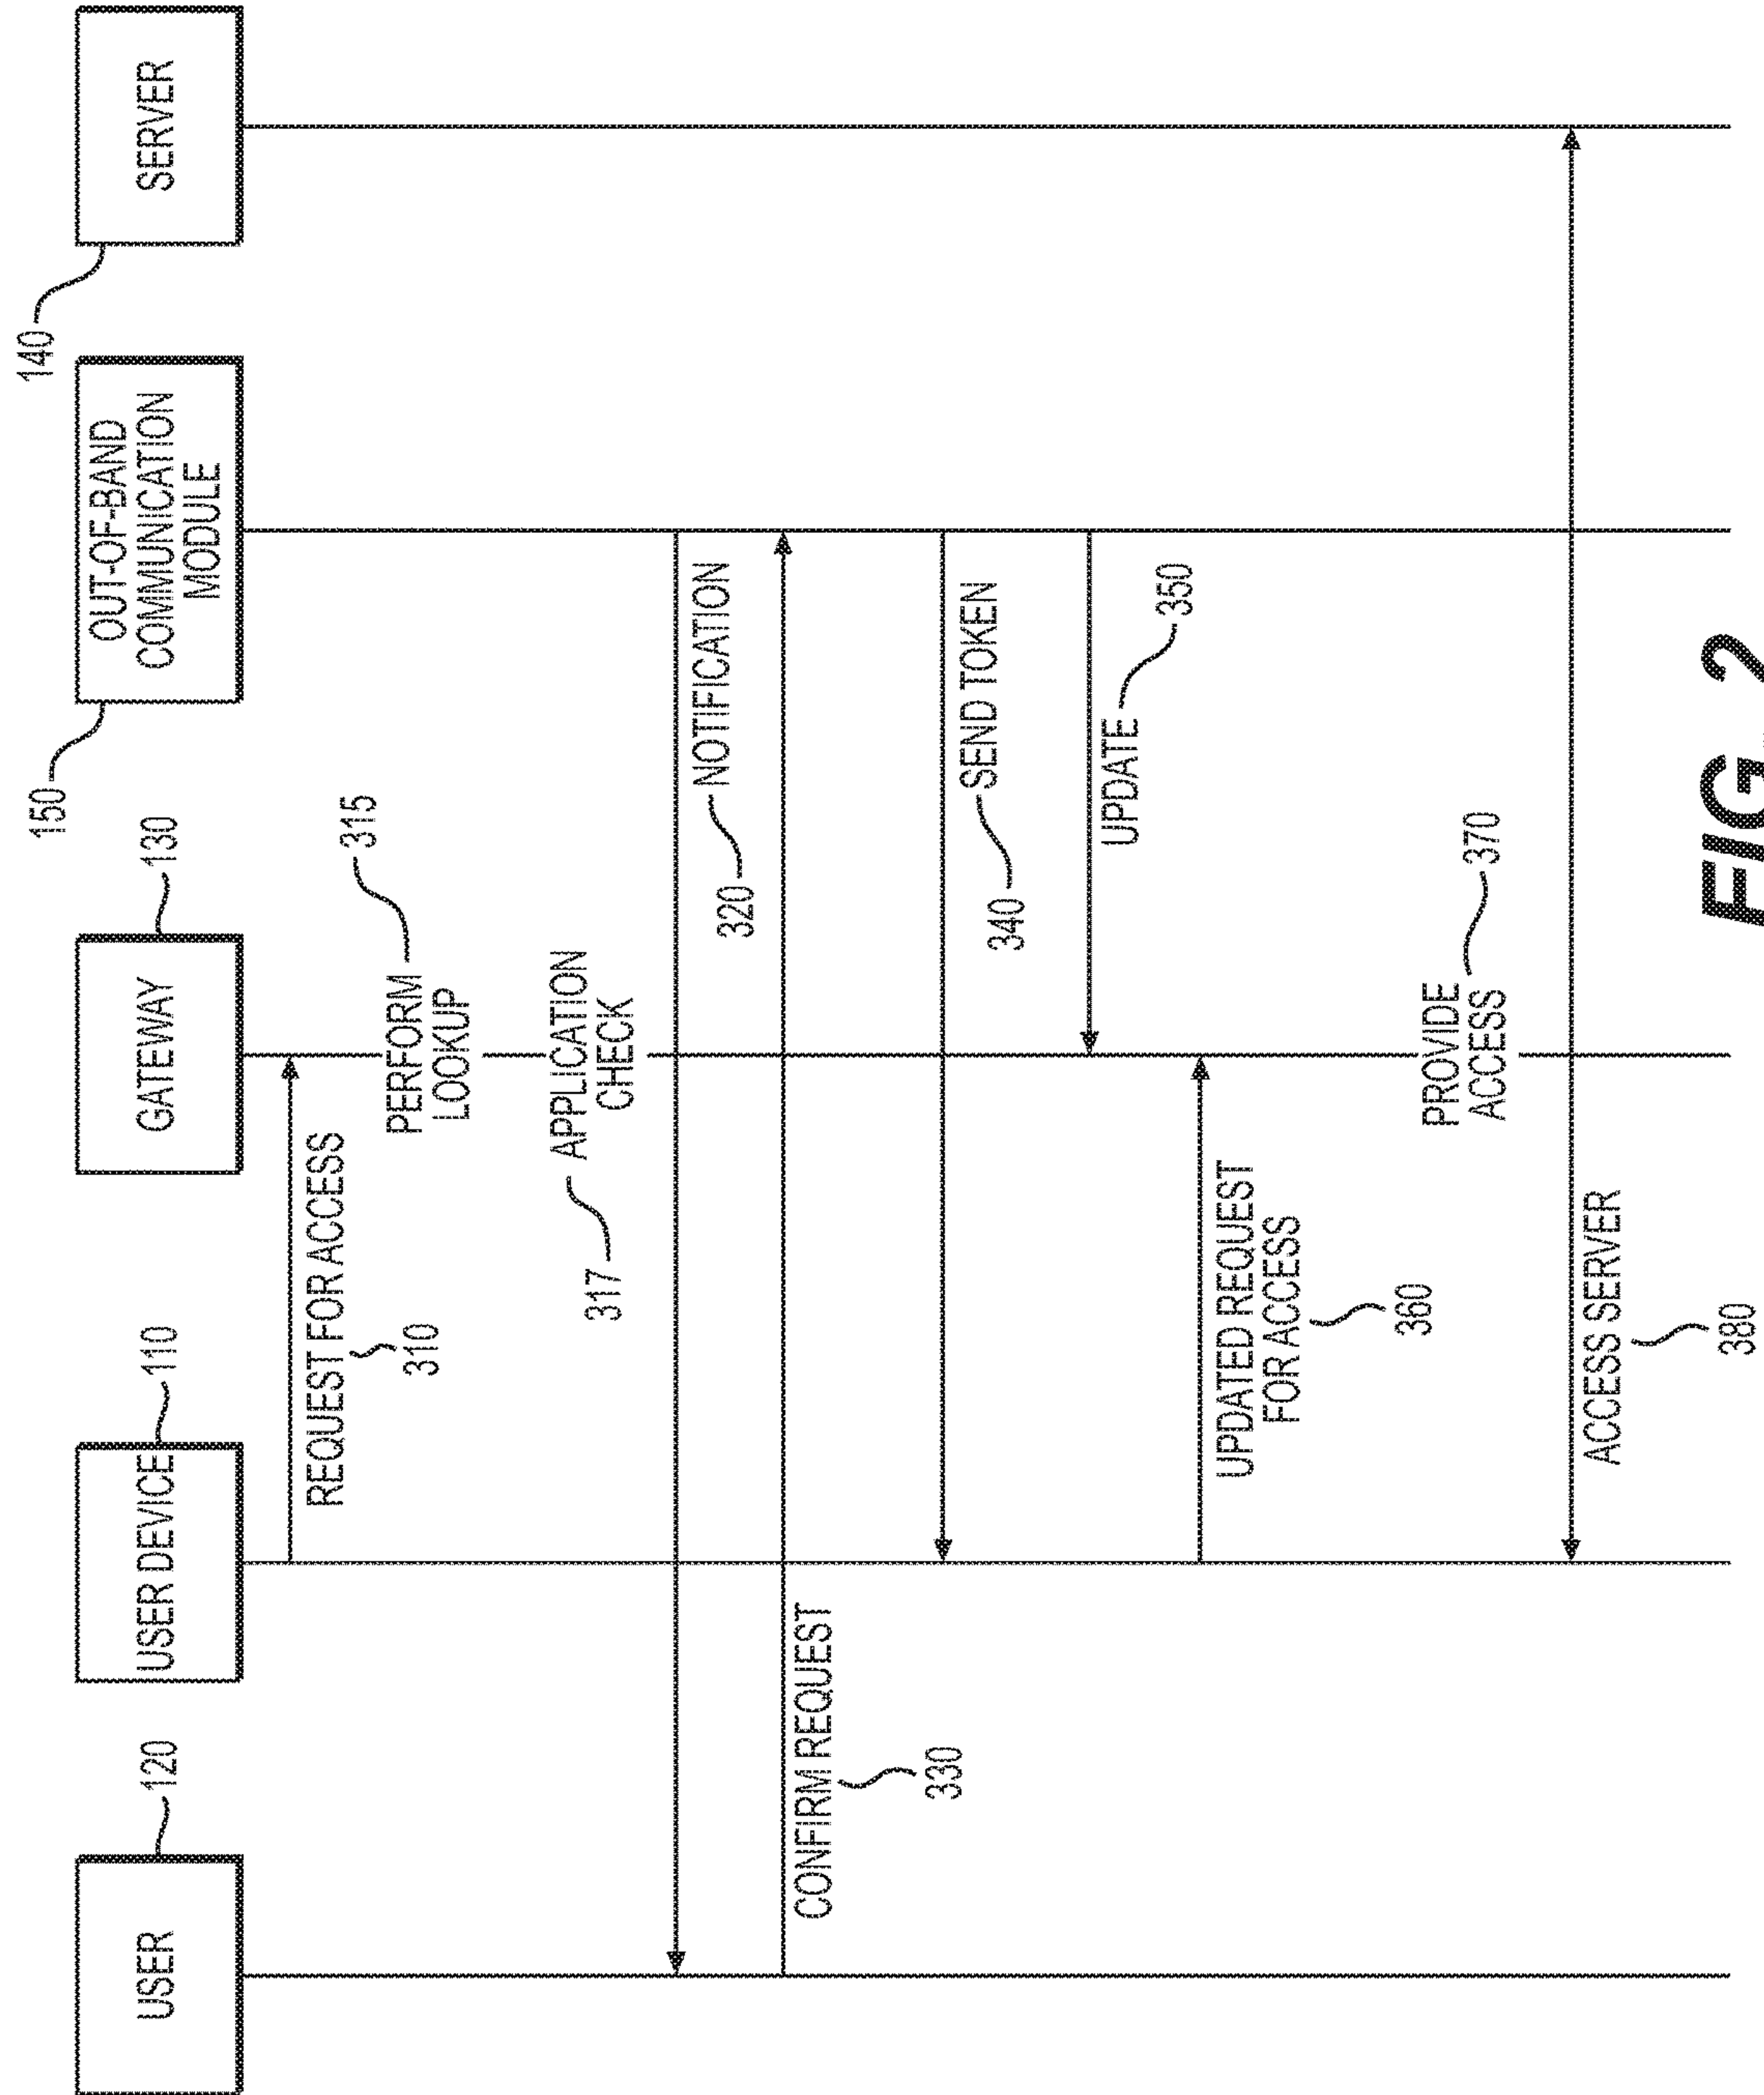 USER
120
USER DEVICE
110
GATEWAY
130
OUT-OF-BAND
COMMUNICATION
MODULE
150
SERVER
140
REQUEST FOR ACCESS
310
PERFORM
LOOKUP
315
APPLICATION
CHECK
317
NOTIFICATION
320
CONFIRM REQUEST
330
SEND TOKEN
340
UPDATE
350
UPDATED REQUEST
FOR ACCESS
360
PROVIDE
ACCESS
370
ACCESS SERVER
380
FIG. 2